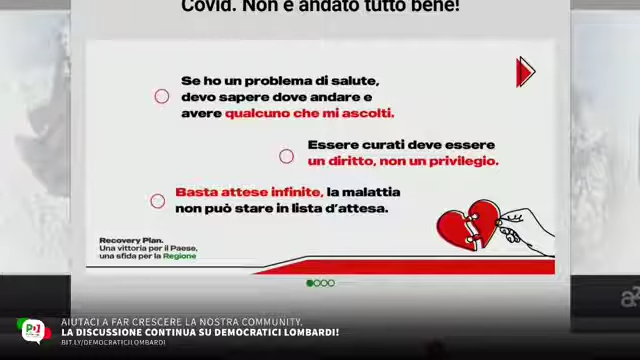 Covid. Non è andato tutto bene!
Se ho un problema di salute,
devo sapere dove andare e
avere qualcuno che mi ascolti.
Essere curati deve essere
un diritto, non un privilegio.
Basta attese infinite, la malattia
non può stare in lista d'attesa.
Recovery Plan.
Una vittoria per il Paese,
una sfida per la Regione
AIUTACI A FAR CRESCERE LA NOSTRA COMMUNITY.
LA DISCUSSIONE CONTINUA SU DEMOCRATICI LOMBARDI!
BIT.LY/DEMOCRATICILOMBARDI
PD